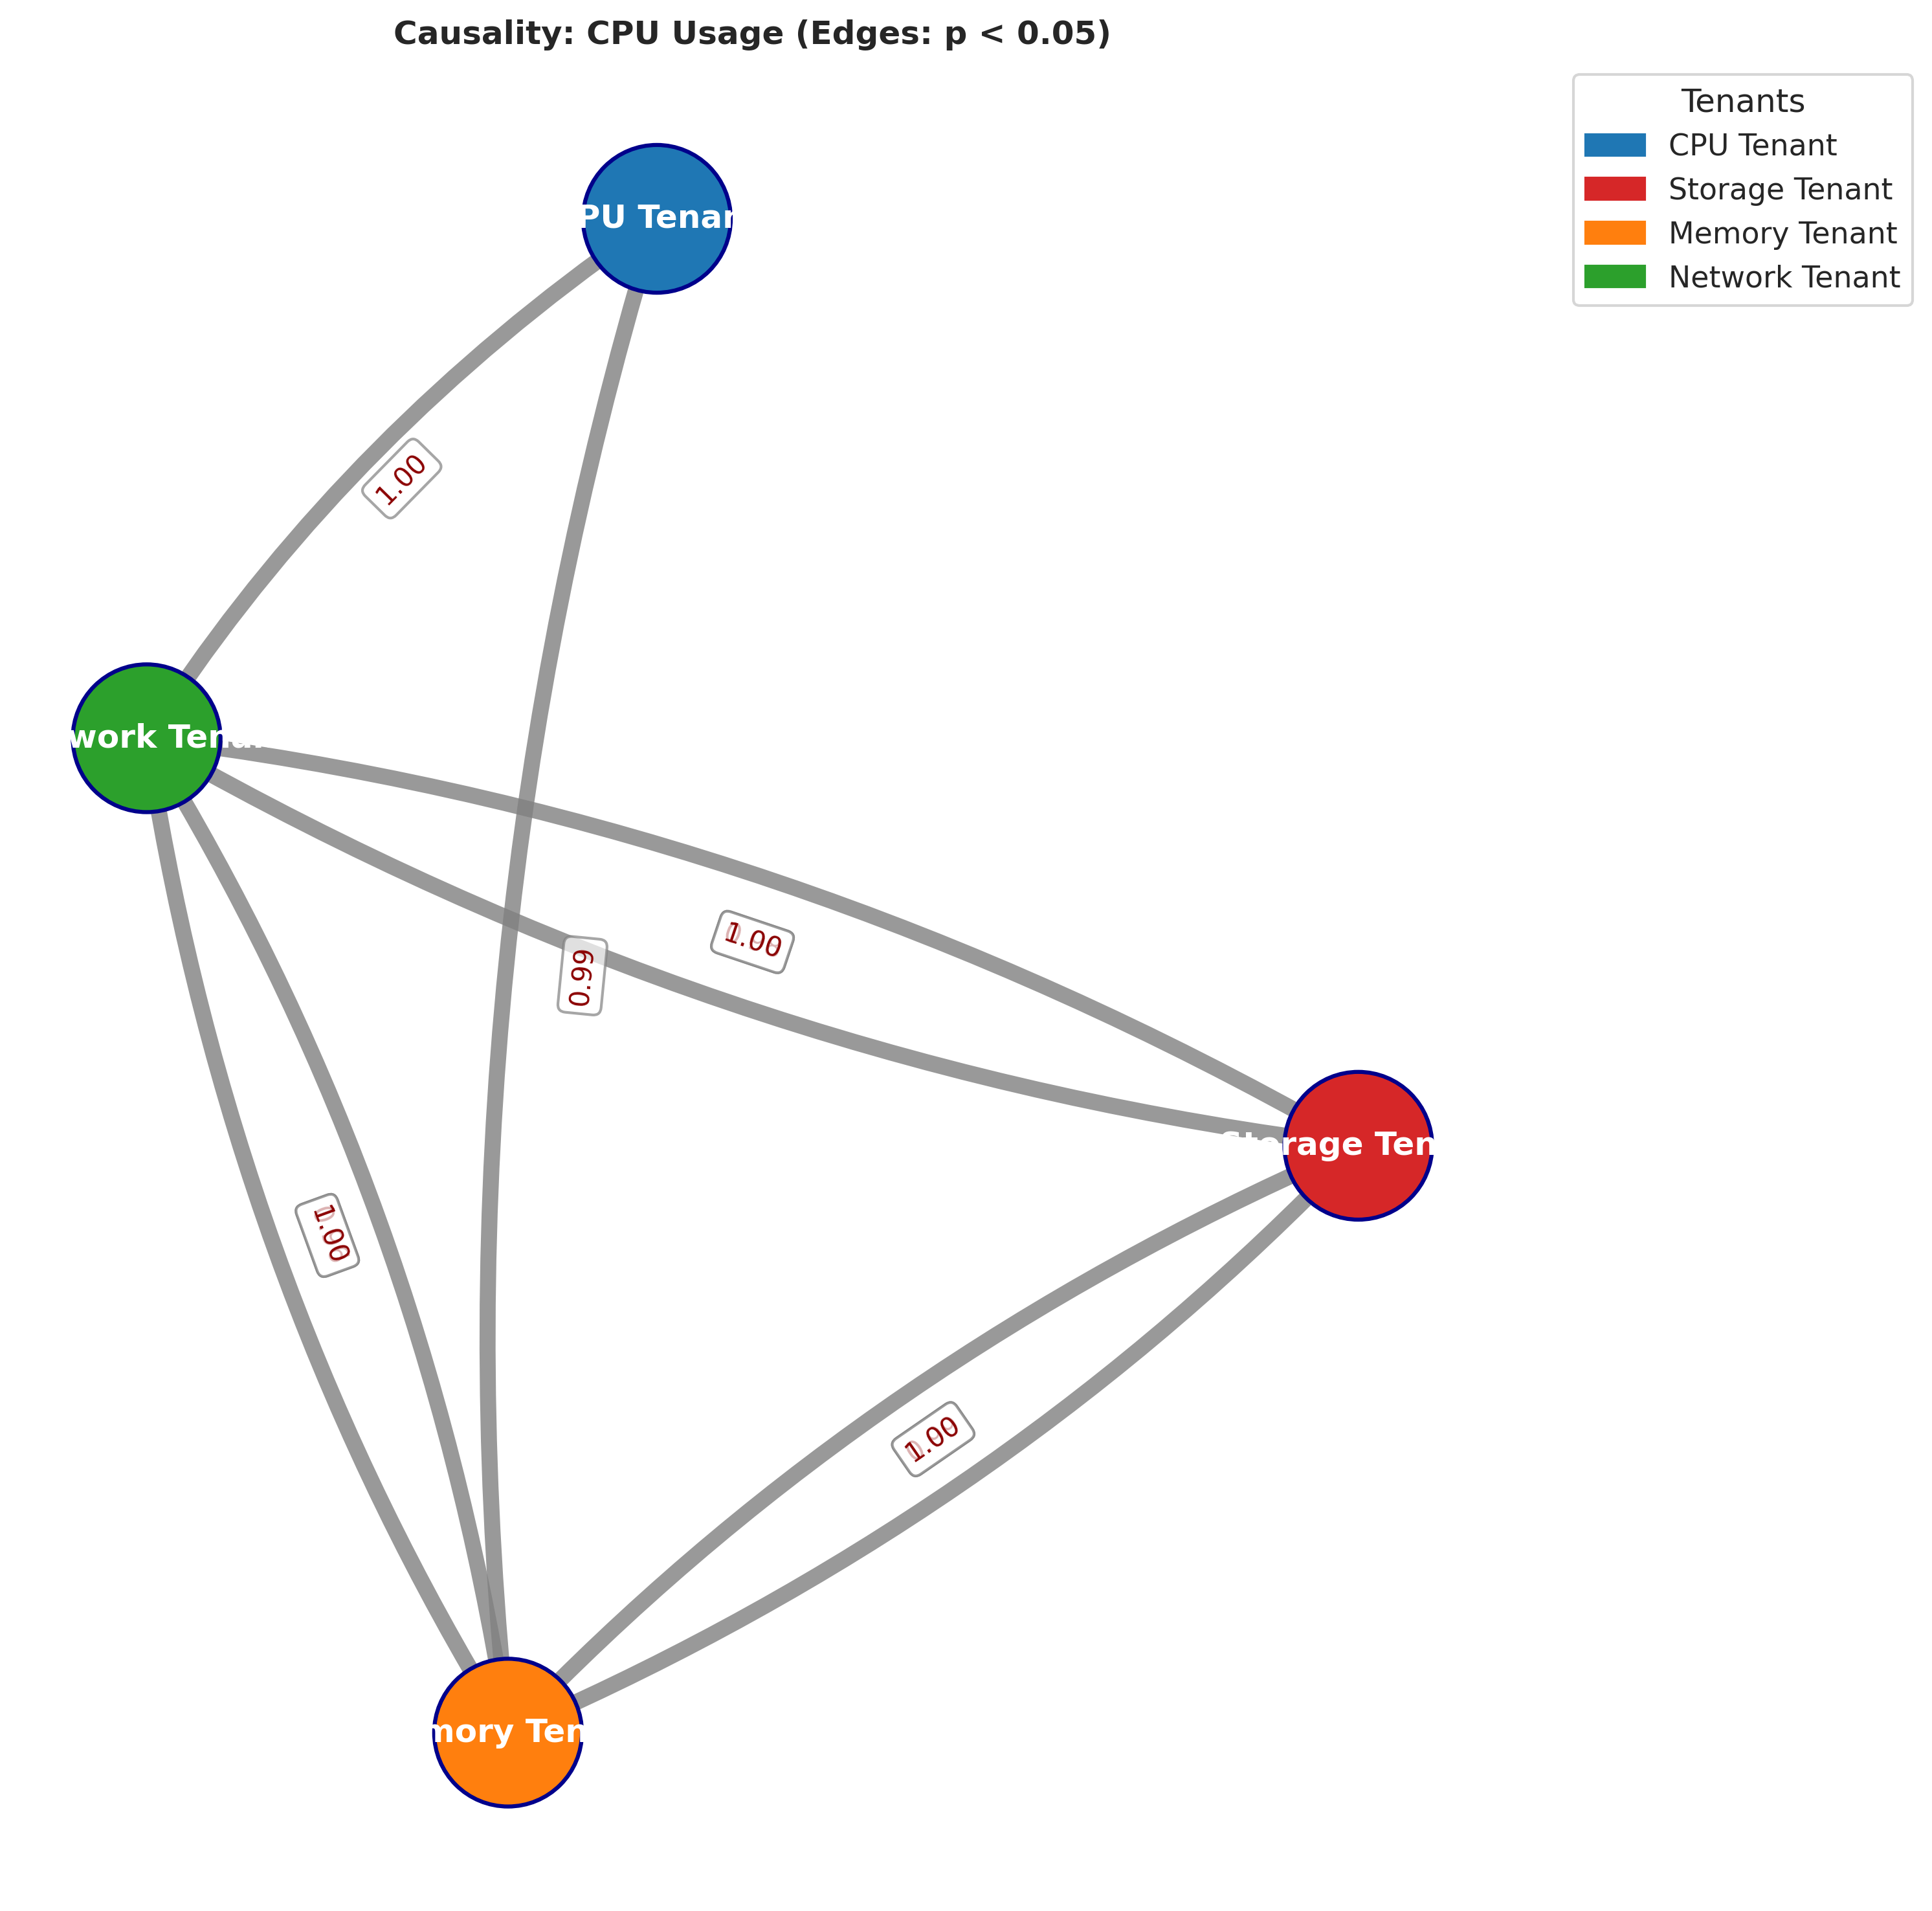 Causality: CPU Usage (Edges: p < 0.05)
Tenants
CPU Tenant
Storage Tenant
Memory Tenant
Network Tenant
PU Tenan
1.00
work Tenan
1.00
0.99
Storage Ten
1.00
1.00
mory Ten